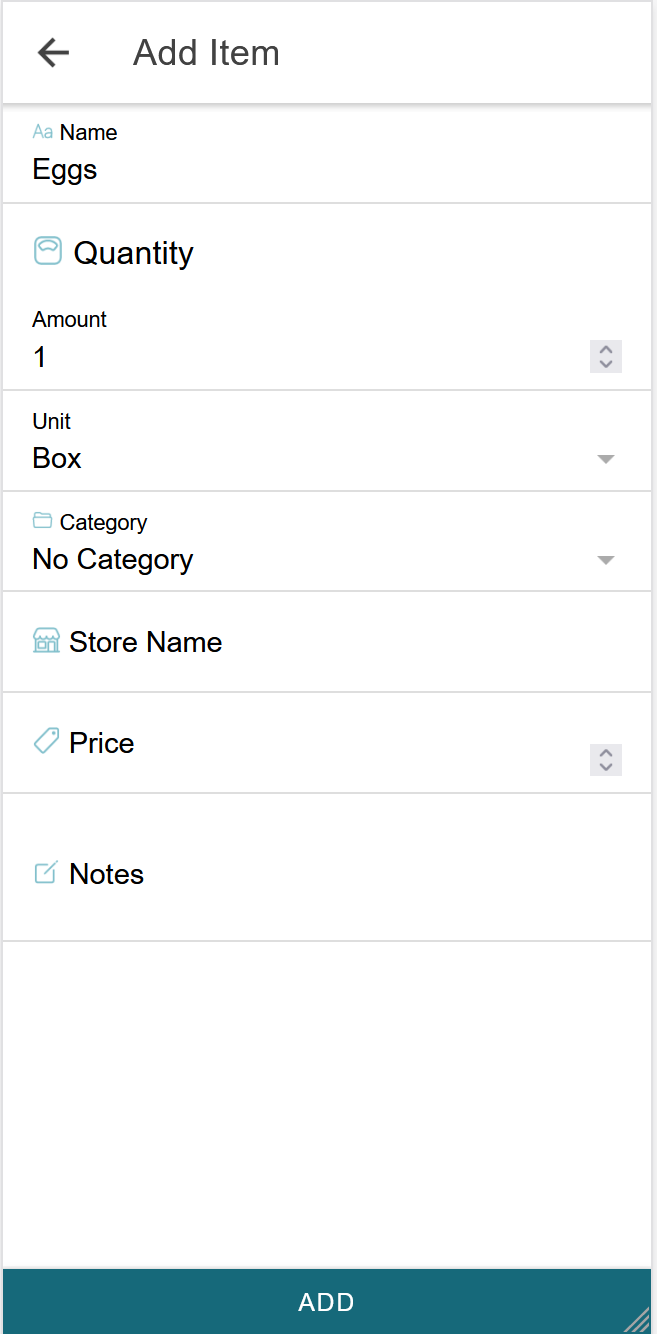 Add Item
Aa Name
Eggs
Quantity
Amount
1
Unit
Box
Category
No Category
Store Name
Price
Notes
ADD